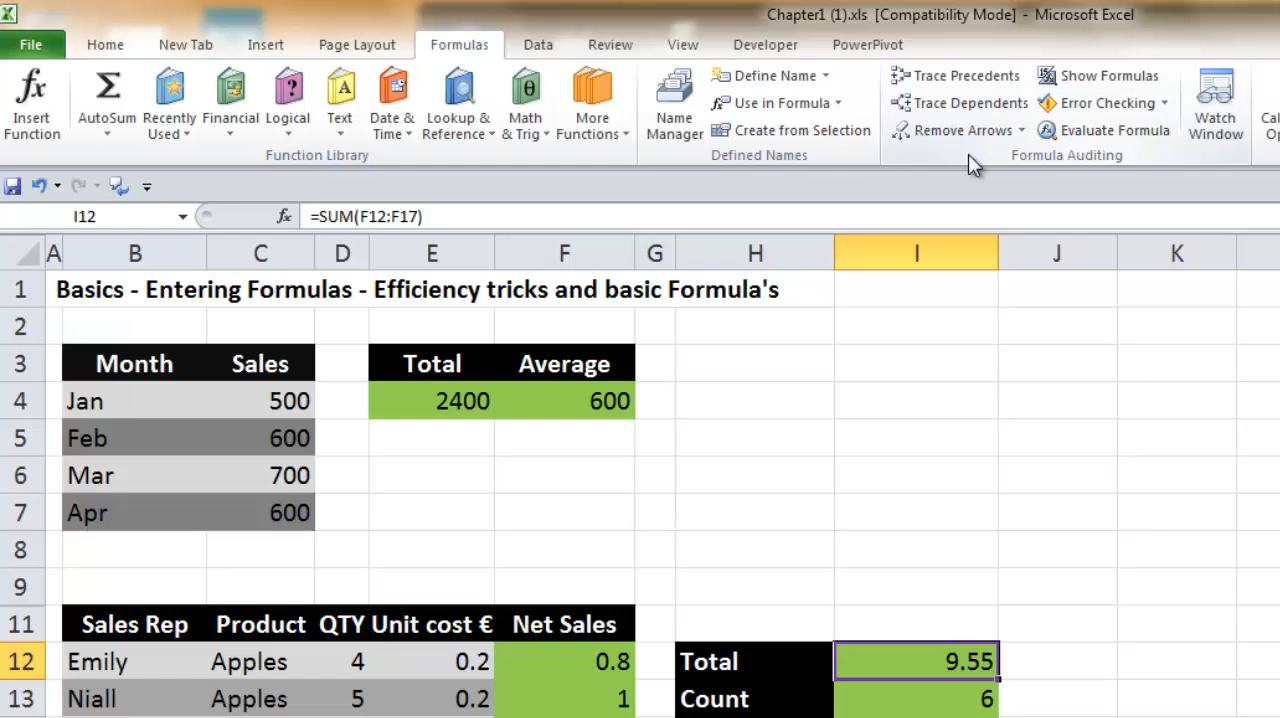 Chapter1 (1).xls [Compatibility Mode] - Microsoft Excel
File Home New Tab Insert Page Layout Formulas Data Review View Developer PowerPivot
fx Insert Function
Σ AutoSum
Recently Used
Financial
? Logical
A Text
Date & Time
Lookup & Reference
θ Math & Trig
More Functions
Function Library
Name Manager
Define Name
Use in Formula
Create from Selection
Defined Names
Trace Precedents
Trace Dependents
Remove Arrows
Show Formulas
Error Checking
Evaluate Formula
Formula Auditing
Watch Window
I12 fx =SUM(F12:F17)
A B C D E F G H I J K
1 Basics - Entering Formulas - Efficiency tricks and basic Formula's
2
3 Month Sales Total Average
4 Jan 500 2400 600
5 Feb 600
6 Mar 700
7 Apr 600
8
9
11 Sales Rep Product QTY Unit cost € Net Sales
12 Emily Apples 4 0.2 0.8 Total 9.55
13 Niall Apples 5 0.2 1 Count 6